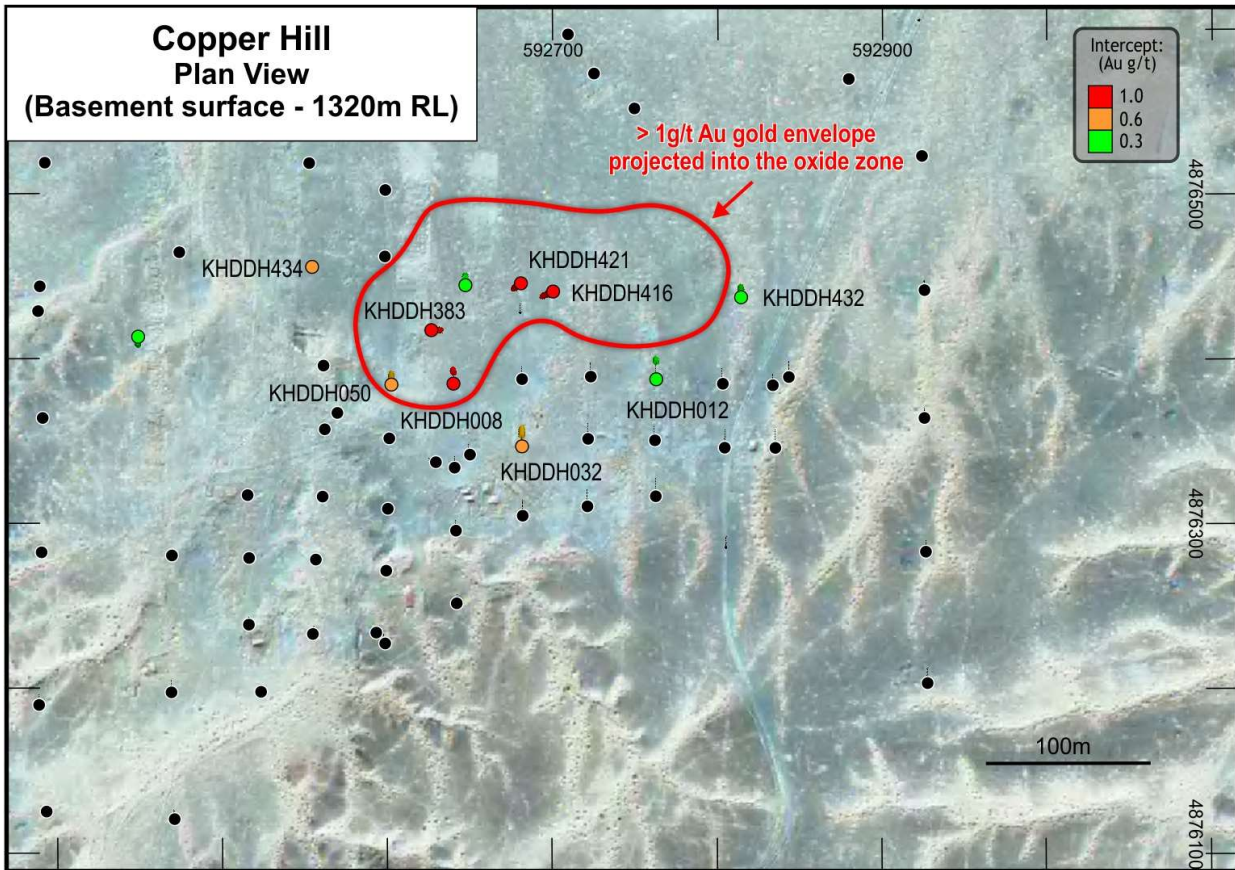 Copper Hill
Plan View
(Basement surface - 1320m RL)
592700
592900
Intercept:
(Au g/t)
1.0
0.6
0.3
> 1g/t Au gold envelope
projected into the oxide zone
4876500
KHDDH434
KHDDH421
KHDDH416
KHDDH432
KHDDH383
KHDDH050
KHDDH008
KHDDH012
KHDDH032
4876300
100m
4876100